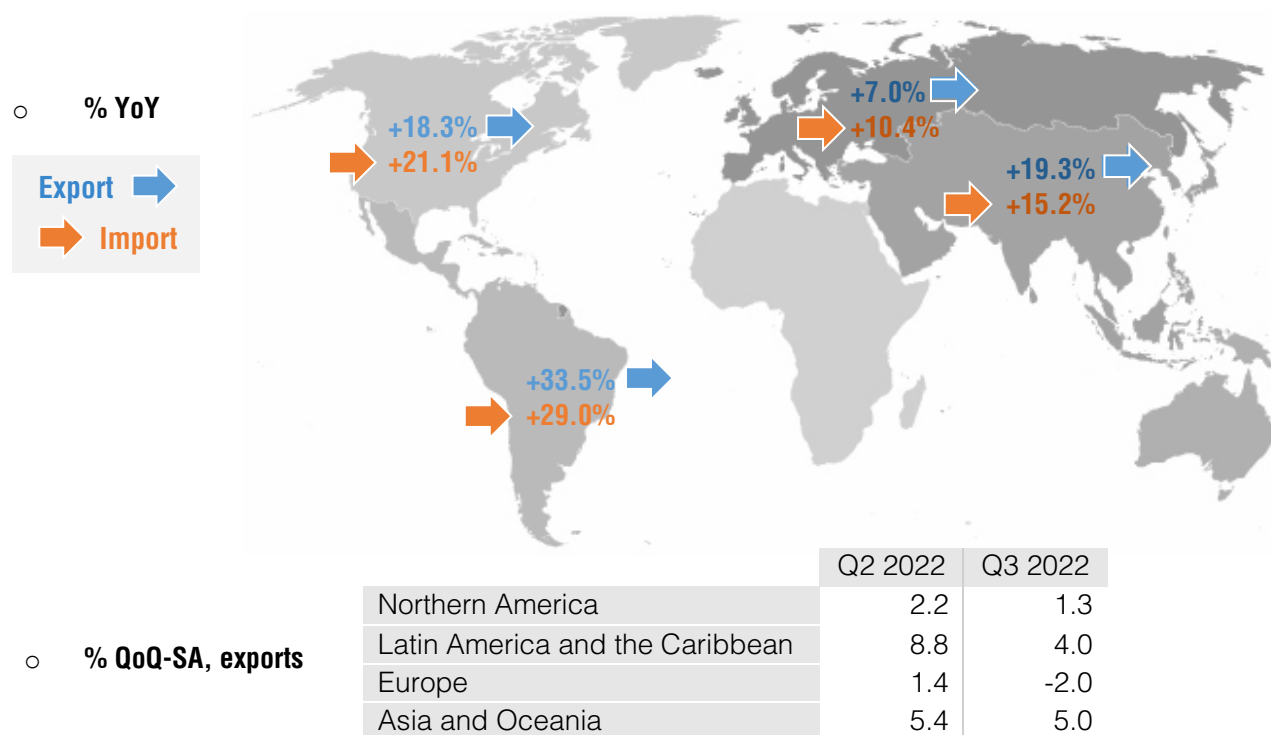 % YoY
Export
Import
+18.3%
+21.1%
+7.0%
+10.4%
+19.3%
+15.2%
+33.5%
+29.0%
Q2 2022 Q3 2022
Northern America 2.2 1.3
Latin America and the Caribbean 8.8 4.0
% QoQ-SA, exports
Europe 1.4 -2.0
Asia and Oceania 5.4 5.0